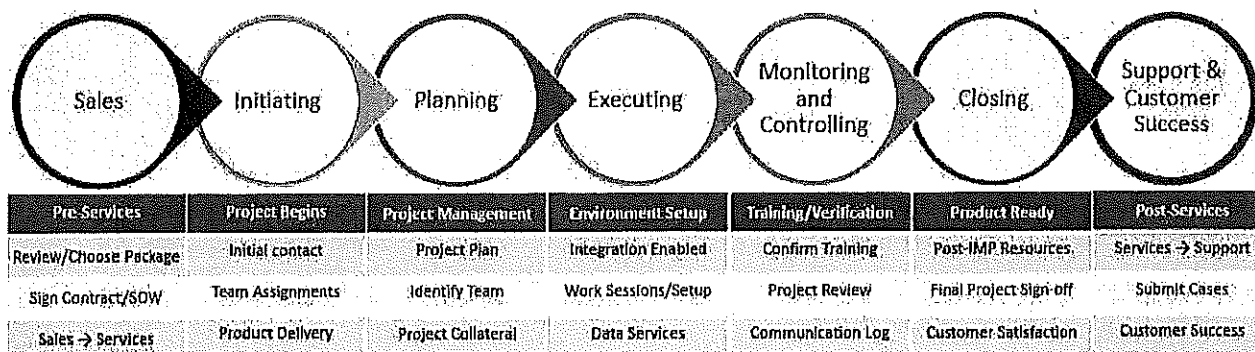 Sales
Initiating
Planning
Executing
Monitoring
and
Controlling
Closing
Support &
Customer
Success
Pre-Services Project Begins Project Management Environment Setup Training/Verification Product Ready Post-Services
Review/Choose Package Initial contact Project Plan Integration Enabled Confirm Training Post-IMP Resources Services → Support
Sign Contract/SOW Team Assignments Identify Team Work Sessions/Setup Project Review Final Project Sign off Submit Cases
Sales → Services Product Delivery Project Collateral Data Services Communication Log Customer Satisfaction Customer Success